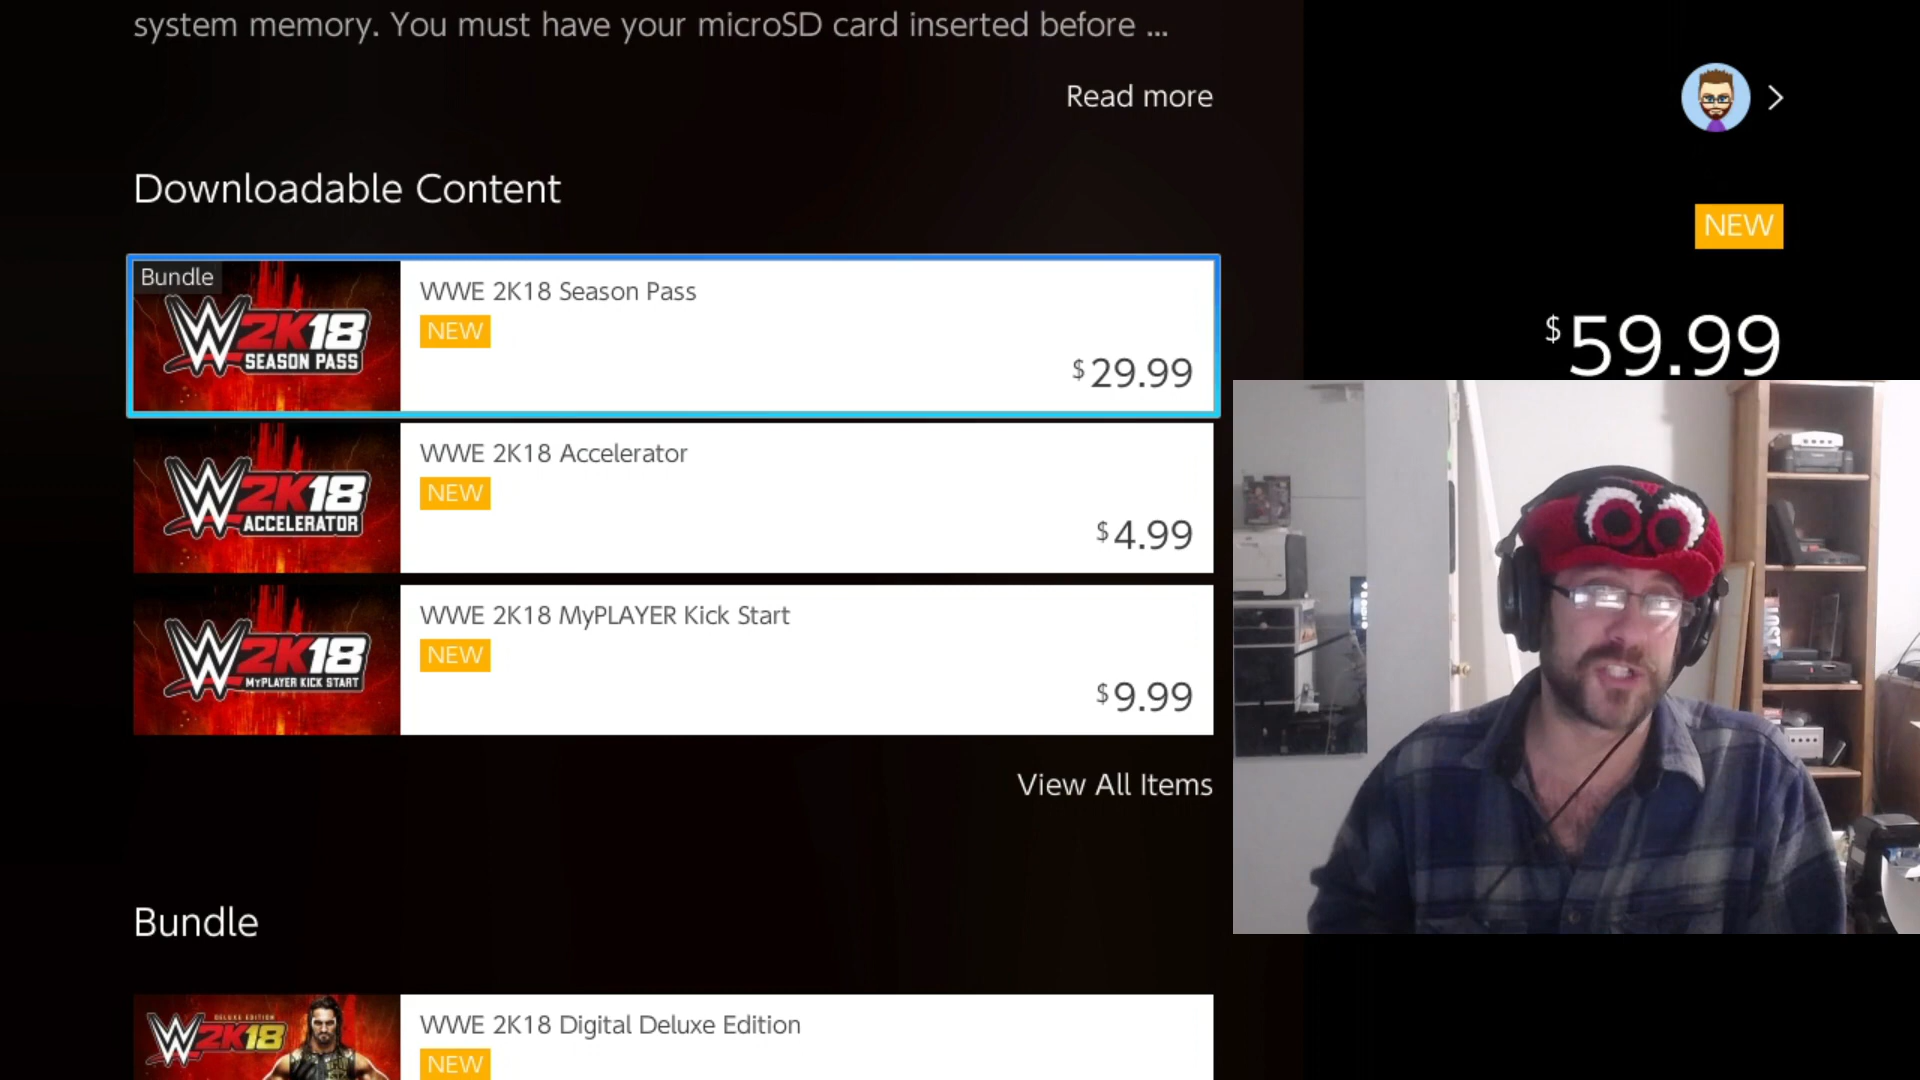 system memory. You must have your microSD card inserted before ...
Read more
NEW
$59.99
Downloadable Content
Bundle
W 2K18
SEASON PASS
WWE 2K18 Season Pass
NEW
$29.99
W 2K18
ACCELERATOR
WWE 2K18 Accelerator
NEW
$4.99
W 2K18
MyPLAYER KICK START
WWE 2K18 MyPLAYER Kick Start
NEW
$9.99
View All Items
Bundle
DELUXE EDITION
W 2K18
WWE 2K18 Digital Deluxe Edition
NEW
LOST